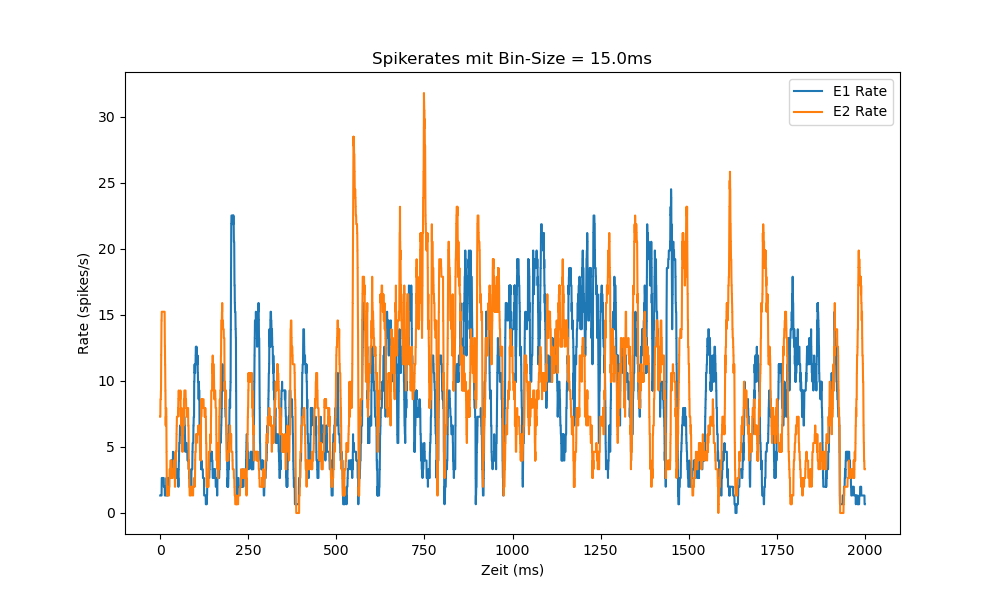 Spikerates mit Bin-Size = 15.0ms
E1 Rate
E2 Rate
30
25
20
15
10
5
0
Rate (spikes/s)
0 250 500 750 1000 1250 1500 1750 2000
Zeit (ms)